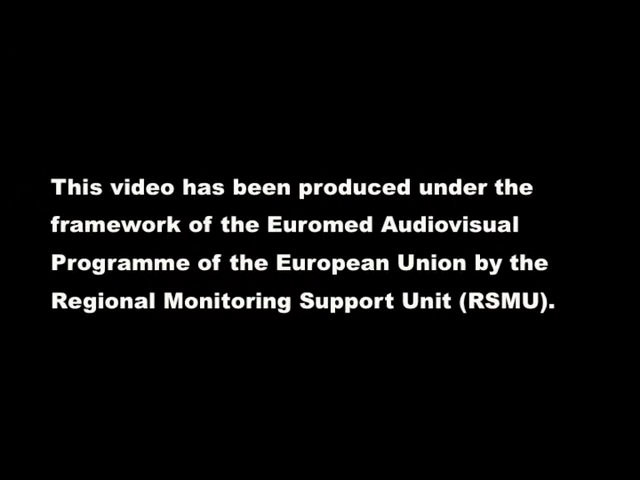 This video has been produced under the
framework of the Euromed Audiovisual
Programme of the European Union by the
Regional Monitoring Support Unit (RSMU).